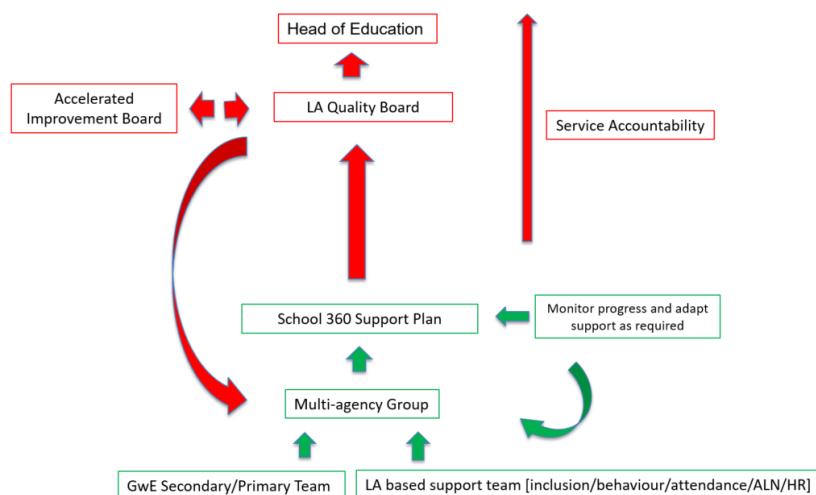 Head of Education
Accelerated
Improvement Board
LA Quality Board
Service Accountability
School 360 Support Plan
Monitor progress and adapt
support as required
Multi-agency Group
GwE Secondary/Primary Team
LA based support team [inclusion/behaviour/attendance/ALN/HR]